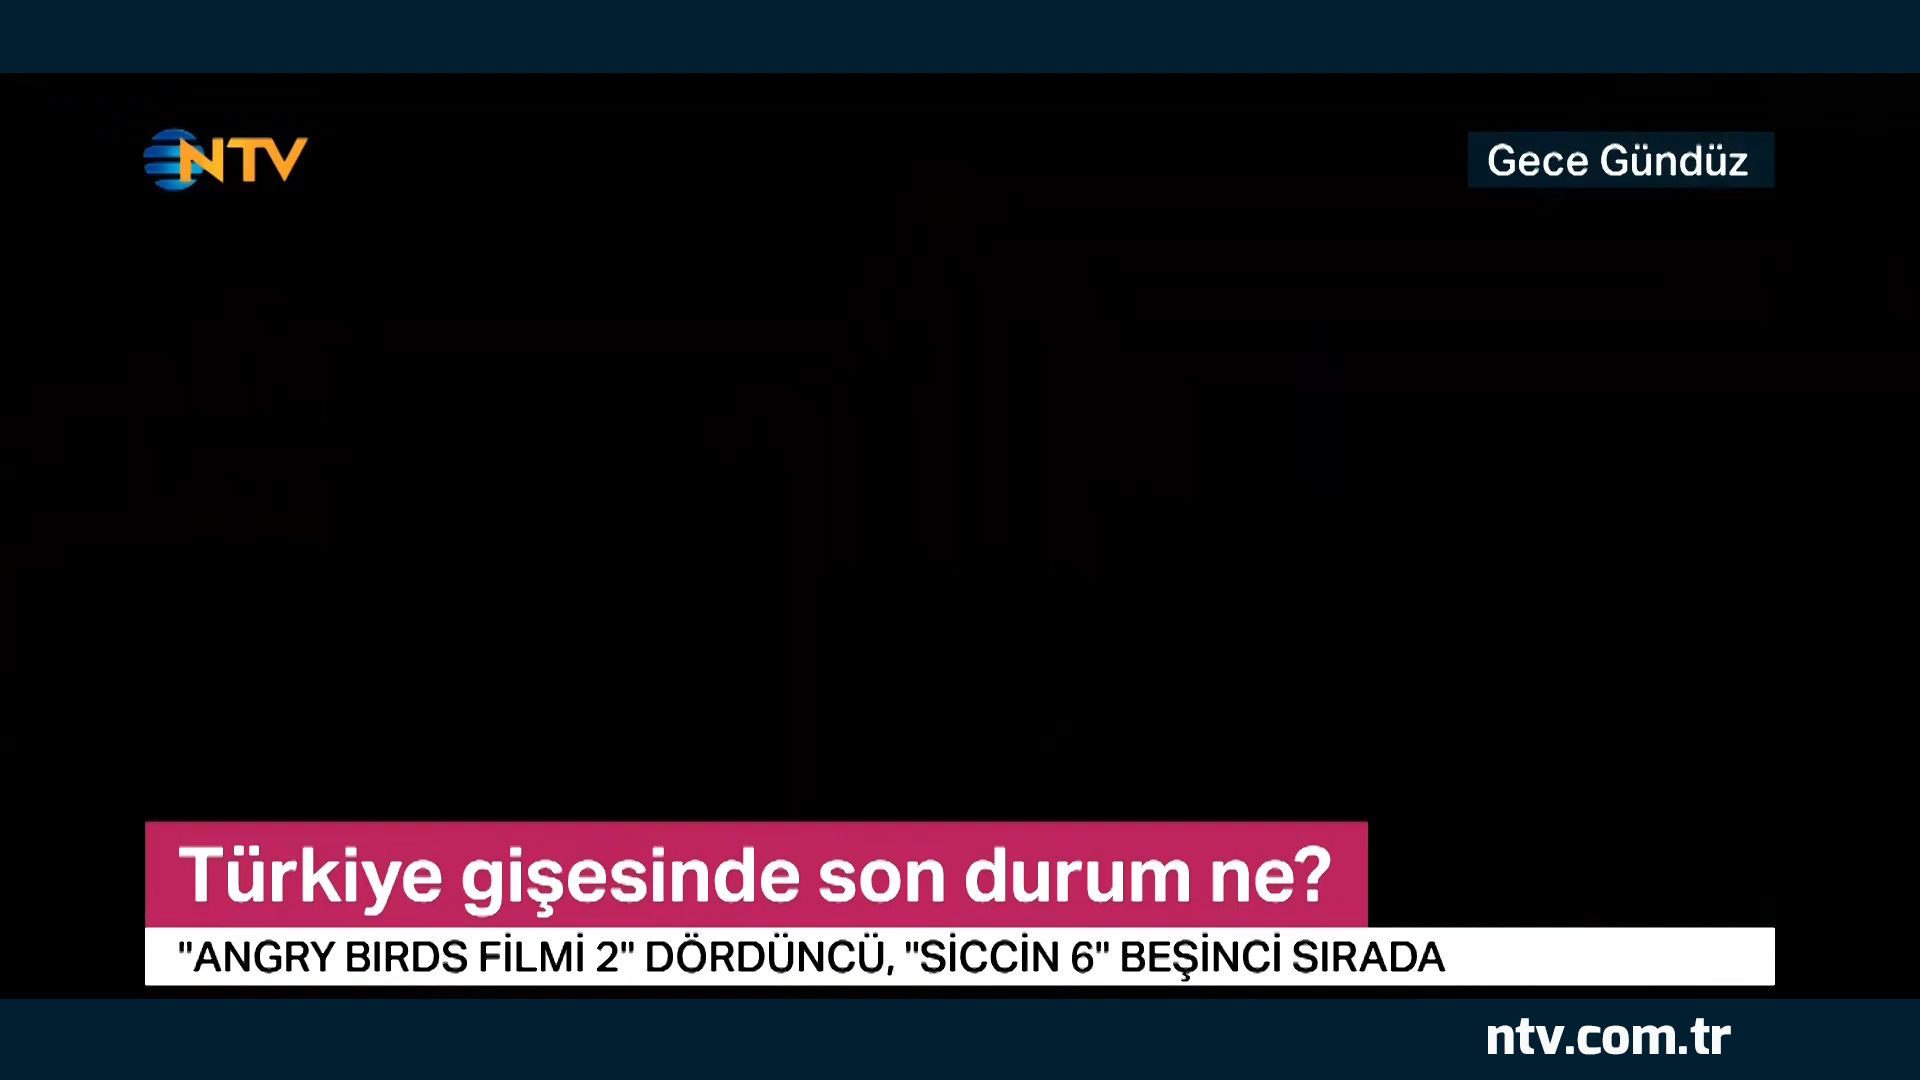 NTV
Gece Gündüz
Türkiye gişesinde son durum ne?
"ANGRY BIRDS FİLMİ 2" DÖRDÜNCÜ, "SİCCİN 6" BEŞİNCİ SIRADA
ntv.com.tr